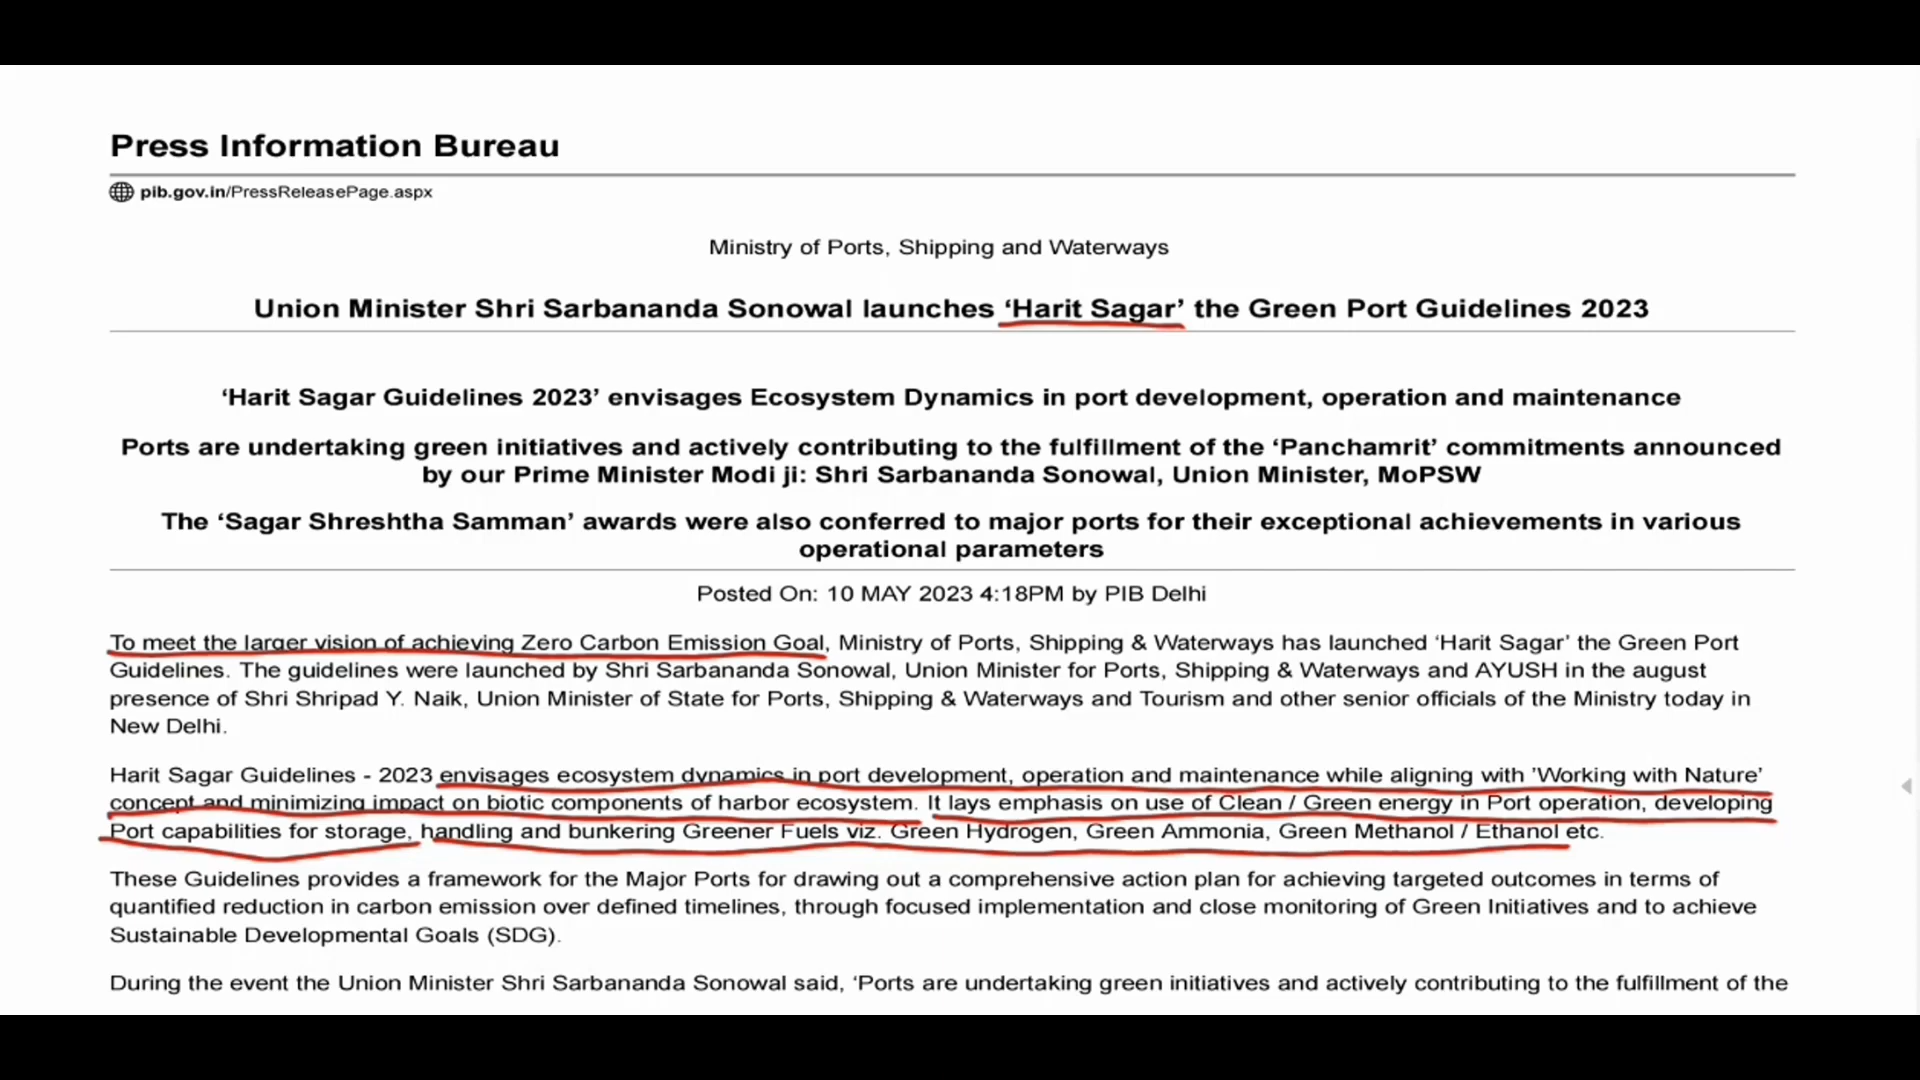 Press Information Bureau
pib.gov.in/PressReleasePage.aspx
Ministry of Ports, Shipping and Waterways
Union Minister Shri Sarbananda Sonowal launches ‘Harit Sagar’ the Green Port Guidelines 2023
‘Harit Sagar Guidelines 2023’ envisages Ecosystem Dynamics in port development, operation and maintenance
Ports are undertaking green initiatives and actively contributing to the fulfillment of the ‘Panchamrit’ commitments announced
by our Prime Minister Modi ji: Shri Sarbananda Sonowal, Union Minister, MoPSW
The ‘Sagar Shreshtha Samman’ awards were also conferred to major ports for their exceptional achievements in various
operational parameters
Posted On: 10 MAY 2023 4:18PM by PIB Delhi
To meet the larger vision of achieving Zero Carbon Emission Goal, Ministry of Ports, Shipping & Waterways has launched ‘Harit Sagar’ the Green Port
Guidelines. The guidelines were launched by Shri Sarbananda Sonowal, Union Minister for Ports, Shipping & Waterways and AYUSH in the august
presence of Shri Shripad Y. Naik, Union Minister of State for Ports, Shipping & Waterways and Tourism and other senior officials of the Ministry today in
New Delhi.
Harit Sagar Guidelines - 2023 envisages ecosystem dynamics in port development, operation and maintenance while aligning with 'Working with Nature’
concept and minimizing impact on biotic components of harbor ecosystem. It lays emphasis on use of Clean / Green energy in Port operation, developing
Port capabilities for storage, handling and bunkering Greener Fuels viz. Green Hydrogen, Green Ammonia, Green Methanol / Ethanol etc.
These Guidelines provides a framework for the Major Ports for drawing out a comprehensive action plan for achieving targeted outcomes in terms of
quantified reduction in carbon emission over defined timelines, through focused implementation and close monitoring of Green Initiatives and to achieve
Sustainable Developmental Goals (SDG).
During the event the Union Minister Shri Sarbananda Sonowal said, ‘Ports are undertaking green initiatives and actively contributing to the fulfillment of the